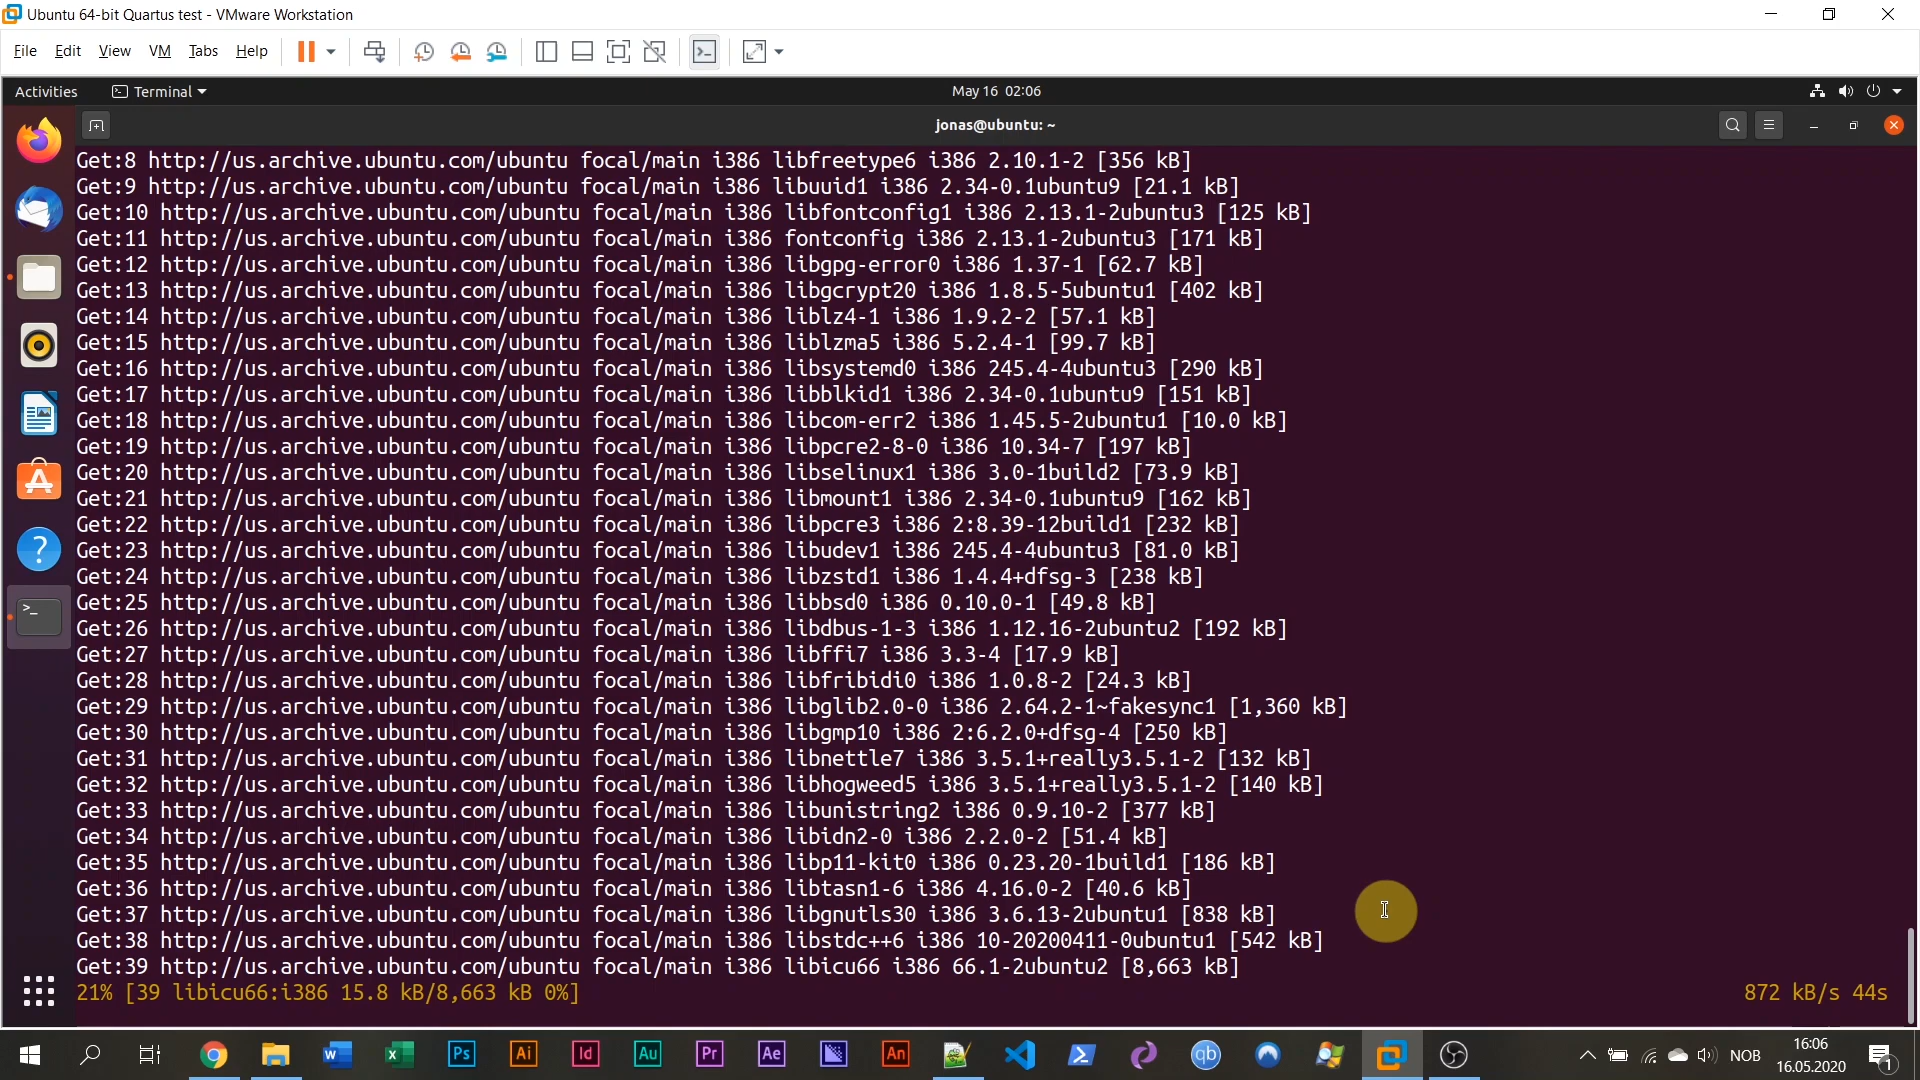 Ubuntu 64-bit Quartus test - VMware Workstation
File Edit View VM Tabs Help
Activities Terminal May 16 02:06
jonas@ubuntu: ~
Get:8 http://us.archive.ubuntu.com/ubuntu focal/main i386 libfreetype6 i386 2.10.1-2 [356 kB]
Get:9 http://us.archive.ubuntu.com/ubuntu focal/main i386 libuuid1 i386 2.34-0.1ubuntu9 [21.1 kB]
Get:10 http://us.archive.ubuntu.com/ubuntu focal/main i386 libfontconfig1 i386 2.13.1-2ubuntu3 [125 kB]
Get:11 http://us.archive.ubuntu.com/ubuntu focal/main i386 fontconfig i386 2.13.1-2ubuntu3 [171 kB]
Get:12 http://us.archive.ubuntu.com/ubuntu focal/main i386 libgpg-error0 i386 1.37-1 [62.7 kB]
Get:13 http://us.archive.ubuntu.com/ubuntu focal/main i386 libgcrypt20 i386 1.8.5-5ubuntu1 [402 kB]
Get:14 http://us.archive.ubuntu.com/ubuntu focal/main i386 liblz4-1 i386 1.9.2-2 [57.1 kB]
Get:15 http://us.archive.ubuntu.com/ubuntu focal/main i386 liblzma5 i386 5.2.4-1 [99.7 kB]
Get:16 http://us.archive.ubuntu.com/ubuntu focal/main i386 libsystemd0 i386 245.4-4ubuntu3 [290 kB]
Get:17 http://us.archive.ubuntu.com/ubuntu focal/main i386 libblkid1 i386 2.34-0.1ubuntu9 [151 kB]
Get:18 http://us.archive.ubuntu.com/ubuntu focal/main i386 libcom-err2 i386 1.45.5-2ubuntu1 [10.0 kB]
Get:19 http://us.archive.ubuntu.com/ubuntu focal/main i386 libpcre2-8-0 i386 10.34-7 [197 kB]
Get:20 http://us.archive.ubuntu.com/ubuntu focal/main i386 libselinux1 i386 3.0-1build2 [73.9 kB]
Get:21 http://us.archive.ubuntu.com/ubuntu focal/main i386 libmount1 i386 2.34-0.1ubuntu9 [162 kB]
Get:22 http://us.archive.ubuntu.com/ubuntu focal/main i386 libpcre3 i386 2:8.39-12build1 [232 kB]
Get:23 http://us.archive.ubuntu.com/ubuntu focal/main i386 libudev1 i386 245.4-4ubuntu3 [81.0 kB]
Get:24 http://us.archive.ubuntu.com/ubuntu focal/main i386 libzstd1 i386 1.4.4+dfsg-3 [238 kB]
Get:25 http://us.archive.ubuntu.com/ubuntu focal/main i386 libbsd0 i386 0.10.0-1 [49.8 kB]
Get:26 http://us.archive.ubuntu.com/ubuntu focal/main i386 libdbus-1-3 i386 1.12.16-2ubuntu2 [192 kB]
Get:27 http://us.archive.ubuntu.com/ubuntu focal/main i386 libffi7 i386 3.3-4 [17.9 kB]
Get:28 http://us.archive.ubuntu.com/ubuntu focal/main i386 libfribidi0 i386 1.0.8-2 [24.3 kB]
Get:29 http://us.archive.ubuntu.com/ubuntu focal/main i386 libglib2.0-0 i386 2.64.2-1~fakesync1 [1,360 kB]
Get:30 http://us.archive.ubuntu.com/ubuntu focal/main i386 libgmp10 i386 2:6.2.0+dfsg-4 [250 kB]
Get:31 http://us.archive.ubuntu.com/ubuntu focal/main i386 libnettle7 i386 3.5.1+really3.5.1-2 [132 kB]
Get:32 http://us.archive.ubuntu.com/ubuntu focal/main i386 libhogweed5 i386 3.5.1+really3.5.1-2 [140 kB]
Get:33 http://us.archive.ubuntu.com/ubuntu focal/main i386 libunistring2 i386 0.9.10-2 [377 kB]
Get:34 http://us.archive.ubuntu.com/ubuntu focal/main i386 libidn2-0 i386 2.2.0-2 [51.4 kB]
Get:35 http://us.archive.ubuntu.com/ubuntu focal/main i386 libp11-kit0 i386 0.23.20-1build1 [186 kB]
Get:36 http://us.archive.ubuntu.com/ubuntu focal/main i386 libtasn1-6 i386 4.16.0-2 [40.6 kB]
Get:37 http://us.archive.ubuntu.com/ubuntu focal/main i386 libgnutls30 i386 3.6.13-2ubuntu1 [838 kB]
Get:38 http://us.archive.ubuntu.com/ubuntu focal/main i386 libstdc++6 i386 10-20200411-0ubuntu1 [542 kB]
Get:39 http://us.archive.ubuntu.com/ubuntu focal/main i386 libicu66 i386 66.1-2ubuntu2 [8,663 kB]
21% [39 libicu66:i386 15.8 kB/8,663 kB 0%] 872 kB/s 44s
Ps Ai Id Au Pr Ae An qb NOB 16:06
16.05.2020 1